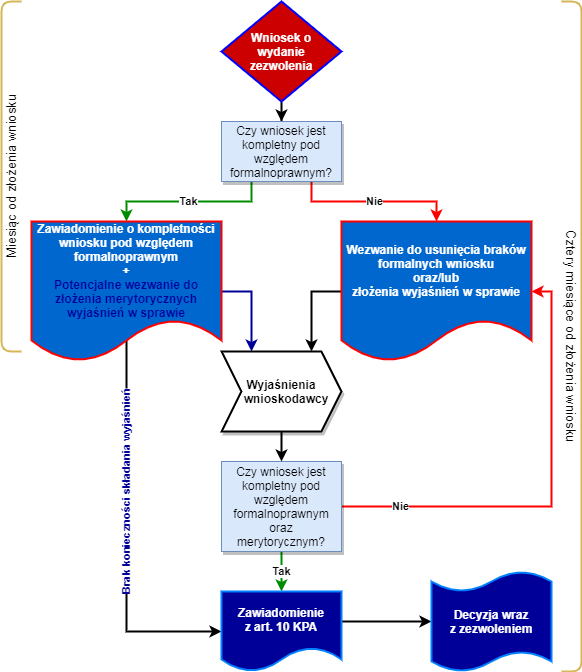 Wniosek o
wydanie
zezwolenia
Miesiąc od złożenia wniosku
Czy wniosek jest
kompletny pod
względem
formalnoprawnym?
Tak
Nie
Zawiadomienie o kompletności
wniosku pod względem
formalnoprawnym
+
Potencjalne wezwanie do
złożenia merytorycznych
wyjaśnień w sprawie
Wezwanie do usunięcia braków
formalnych wniosku
oraz/lub
złożenia wyjaśnień w sprawie
Cztery miesiące od złożenia wniosku
Wyjaśnienia
wnioskodawcy
Brak konieczności składania wyjaśnień
Czy wniosek jest
kompletny pod
względem
formalnoprawnym
oraz
merytorycznym?
Nie
Tak
Zawiadomienie
z art. 10 KPA
Decyzja wraz
z zezwoleniem